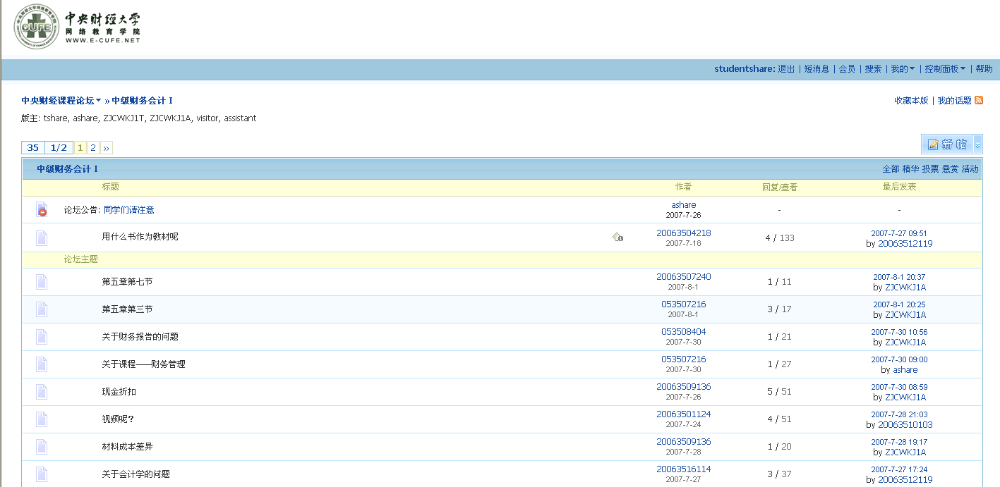 中央财经大学
网络教育学院
WWW.E-CUFE.NET
CUFE
studentshare: 退出 | 短消息 | 会员 | 搜索 | 我的 | 控制面板 | 帮助
中央财经课程论坛 » 中级财务会计 I
收藏本版 | 我的话题
版主: tshare, ashare, ZJCWKJ1T, ZJCWKJ1A, visitor, assistant
35 1/2 1 2 »
新帖
中级财务会计 I
全部 精华 投票 悬赏 活动
标题 作者 回复/查看 最后发表
论坛公告: 同学们请注意 ashare - -
2007-7-26
用什么书作为教材呢 1 20063504218 4 / 133 2007-7-27 09:51
2007-7-18 by 20063512119
论坛主题
第五章第七节 20063507240 1 / 11 2007-8-1 20:37
2007-8-1 by ZJCWKJ1A
第五章第三节 053507216 3 / 17 2007-8-1 20:25
2007-8-1 by ZJCWKJ1A
关于财务报告的问题 053508404 1 / 21 2007-7-30 10:56
2007-7-30 by ZJCWKJ1A
关于课程——财务管理 053507216 1 / 27 2007-7-30 09:00
2007-7-30 by ashare
现金折扣 20063509136 5 / 51 2007-7-30 08:59
2007-7-26 by ZJCWKJ1A
视频呢? 20063501124 4 / 51 2007-7-28 21:03
2007-7-24 by 20063510103
材料成本差异 20063509136 1 / 20 2007-7-28 19:17
2007-7-28 by ZJCWKJ1A
关于会计学的问题 20063516114 3 / 37 2007-7-27 17:24
2007-7-27 by 20063512119